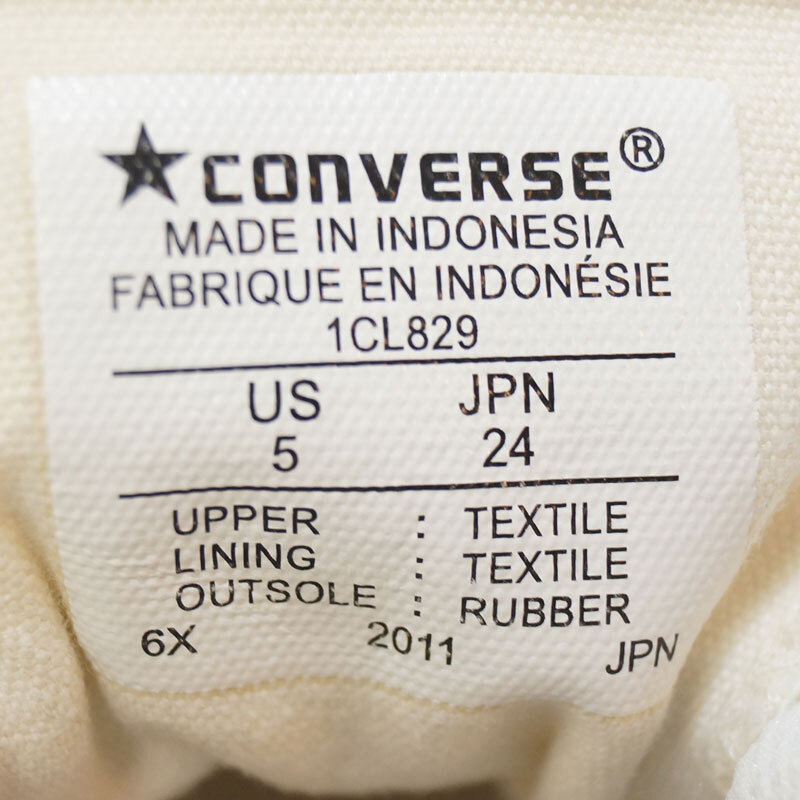 ★CONVERSE®
MADE IN INDONESIA
FABRIQUE EN INDONÉSIE
1CL829
US JPN
5 24
UPPER : TEXTILE
LINING : TEXTILE
OUTSOLE : RUBBER
6X 2011 JPN